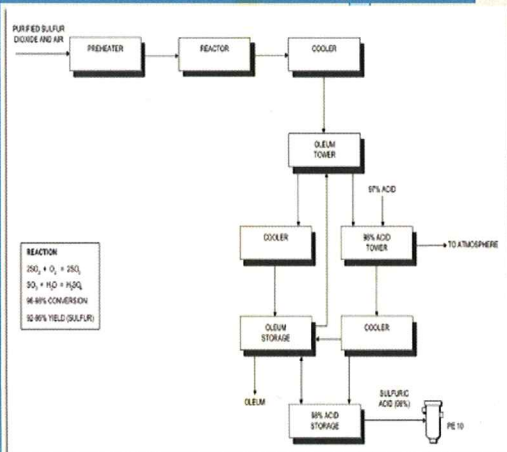 PURIFIED SULFUR
DIOXIDE AND AIR
PREHEATER
REACTOR
COOLER
OLEUM
TOWER
97% ACID
COOLER
98% ACID
TOWER
TO ATMOSPHERE
REACTION
2SO₂ + O₂ = 2SO₃
SO₃ + H₂O = H₂SO₄
96-98% CONVERSION
92-96% YIELD (SULFUR)
OLEUM
STORAGE
COOLER
OLEUM
SULFURIC
ACID (98%)
98% ACID
STORAGE
PE 10